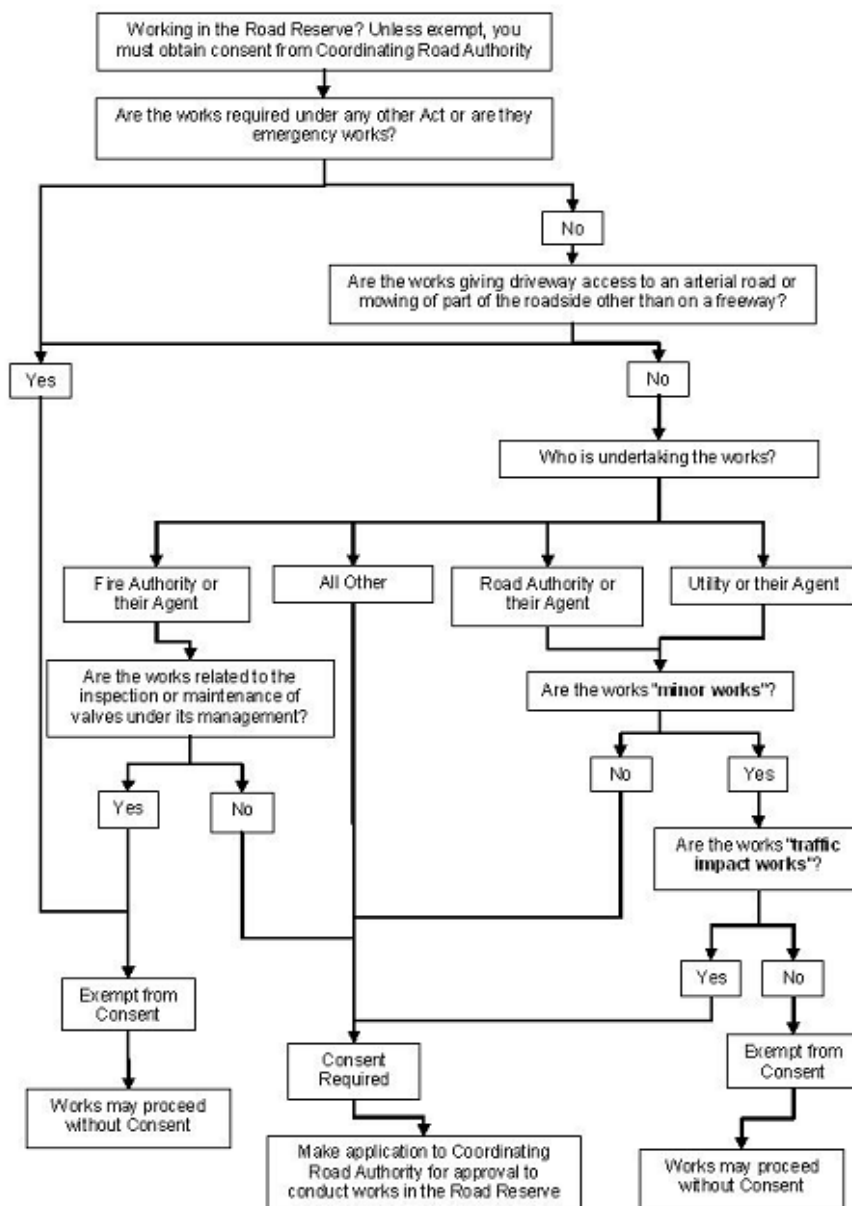 Working in the Road Reserve? Unless exempt, you
must obtain consent from Coordinating Road Authority
Are the works required under any other Act or are they
emergency works?
No
Are the works giving driveway access to an arterial road or
mowing of part of the roadside other than on a freeway?
Yes
No
Who is undertaking the works?
Fire Authority or
their Agent
All Other
Road Authority or
their Agent
Utility or their Agent
Are the works related to the
inspection or maintenance of
valves under its management?
Are the works "minor works"?
No
Yes
Yes
No
Are the works "traffic
impact works"?
Yes
No
Exempt from
Consent
Consent
Required
Exempt from
Consent
Works may proceed
without Consent
Make application to Coordinating
Road Authority for approval to
conduct works in the Road Reserve
Works may proceed
without Consent